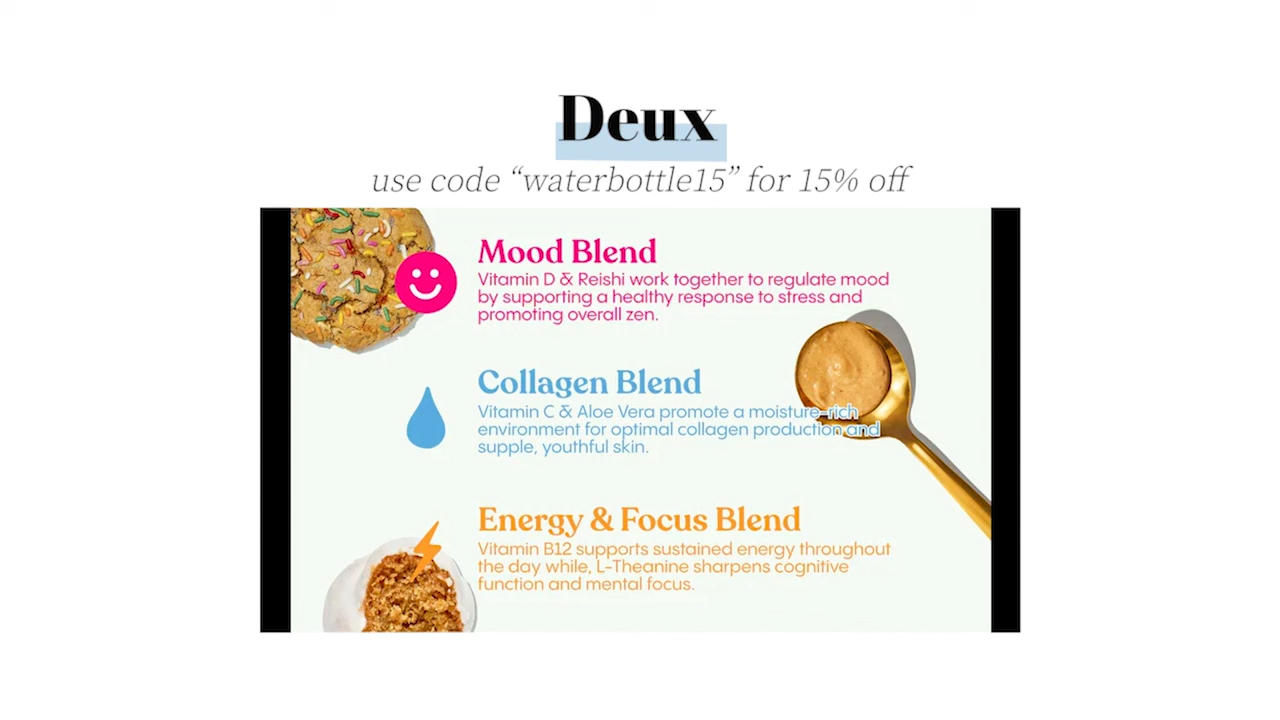 Deux
use code “waterbottle15” for 15% off
Mood Blend
Vitamin D & Reishi work together to regulate mood
by supporting a healthy response to stress and
promoting overall zen.
Collagen Blend
Vitamin C & Aloe Vera promote a moisture-rich
environment for optimal collagen production and
supple, youthful skin.
Energy & Focus Blend
Vitamin B12 supports sustained energy throughout
the day while, L-Theanine sharpens cognitive
function and mental focus.